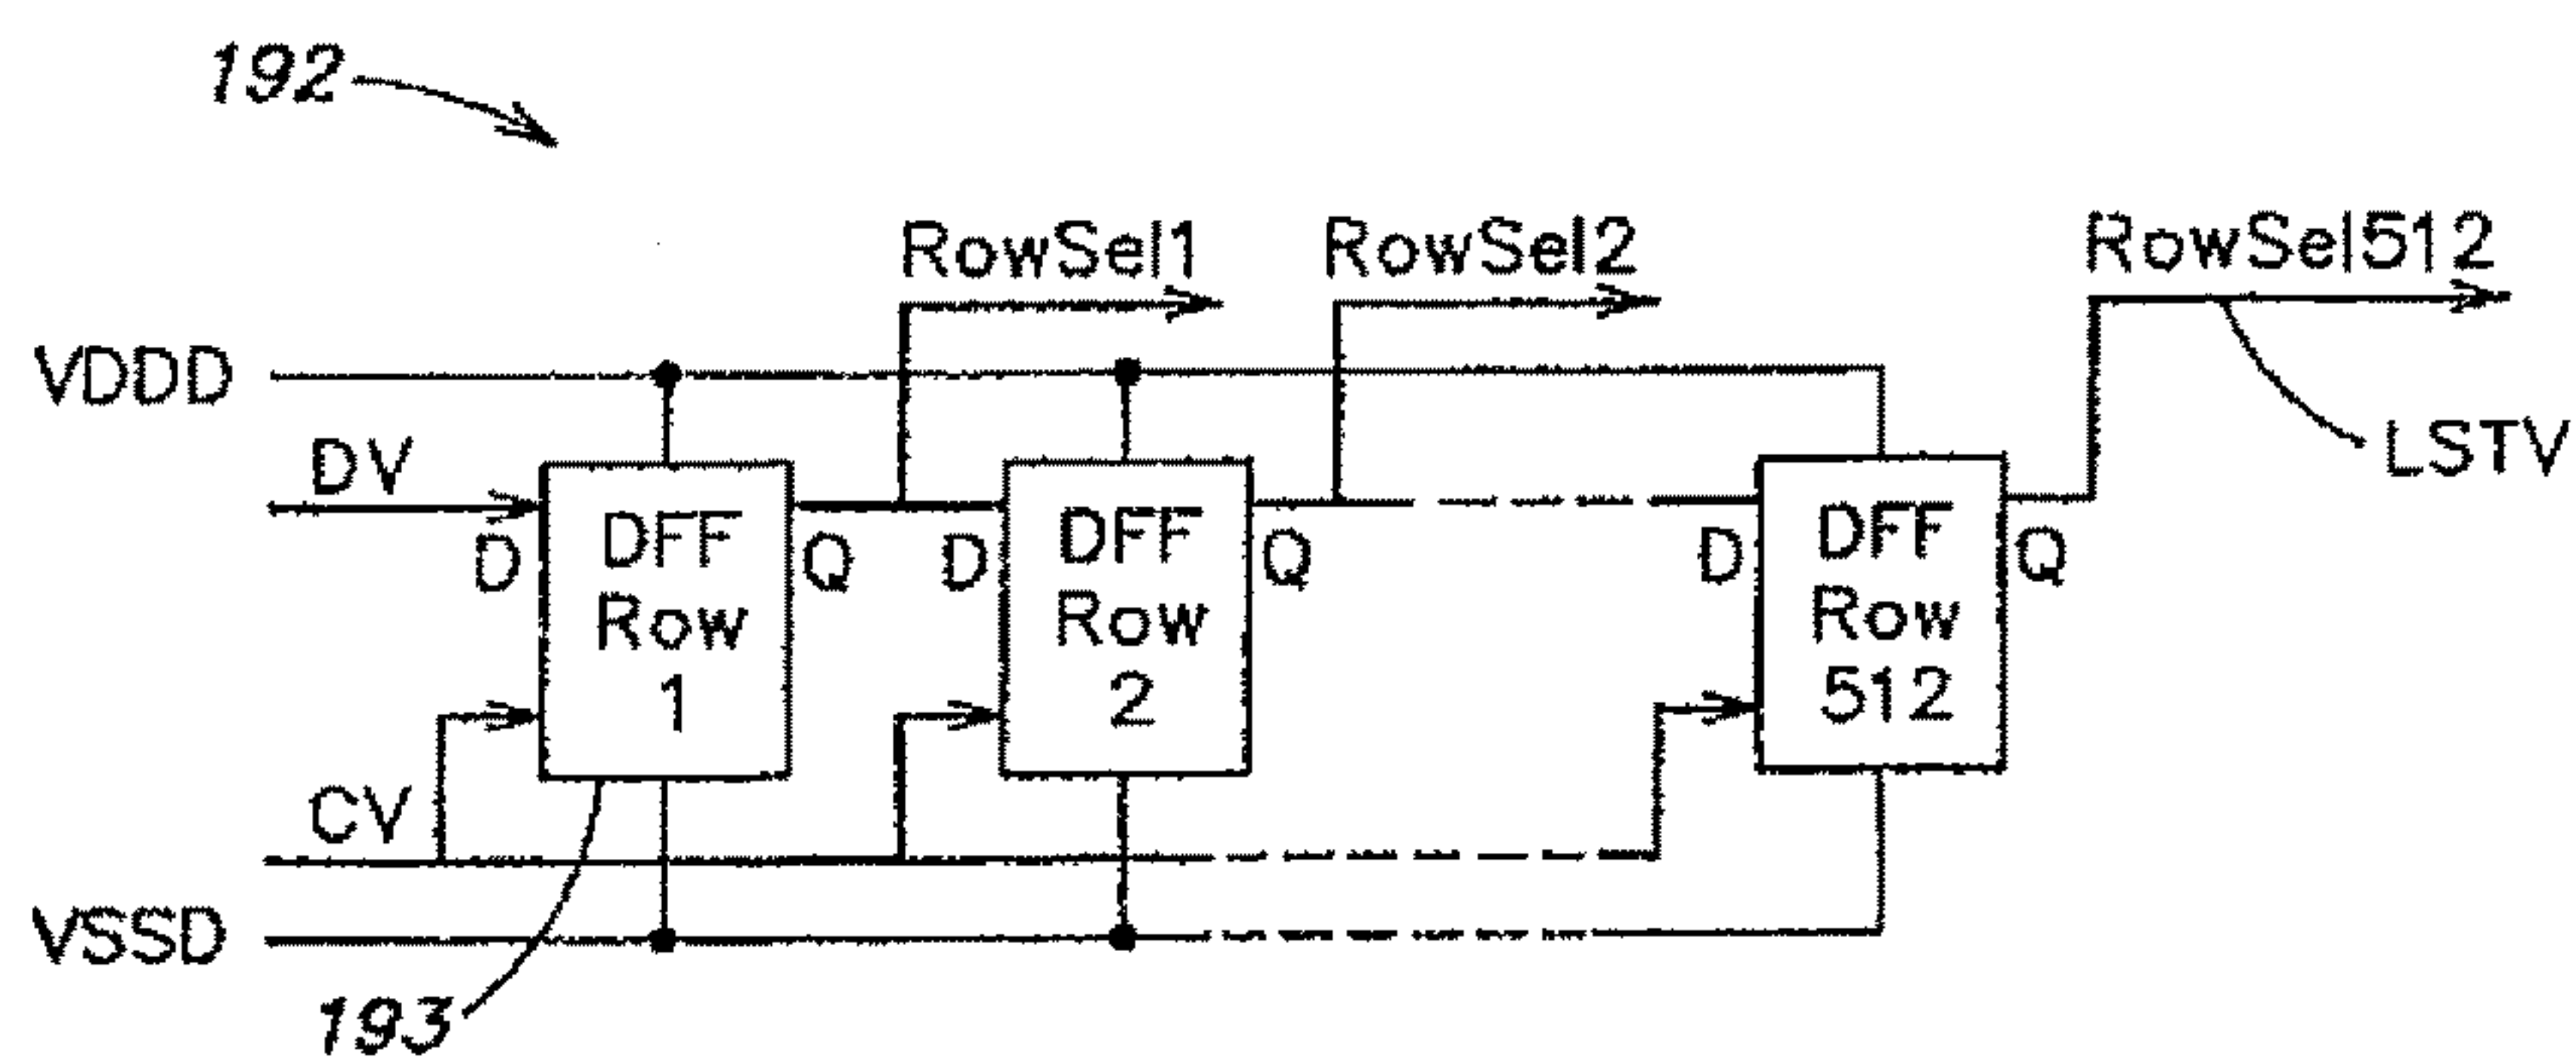 192
RowSel1
RowSel2
RowSel512
VDDD
DV
LSTV
D
DFF
Row
1
Q
D
DFF
Row
2
Q
D
DFF
Row
512
Q
CV
VSSD
193